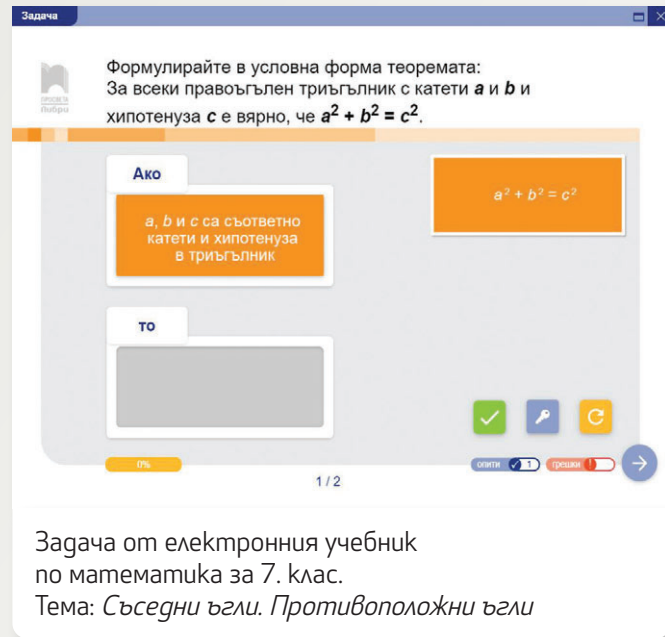 Задача
ПРОСВЕТА
Либри
Формулирайте в условна форма теоремата:
За всеки правоъгълен триъгълник с катети a и b и
хипотенуза c е вярно, че a² + b² = c².
Ако
a, b и c са съответно
катети и хипотенуза
в триъгълник
a² + b² = c²
то
0%
1 / 2
опити 1
грешки
Задача от електронния учебник
по математика за 7. клас.
Тема: Съседни ъгли. Противоположни ъгли